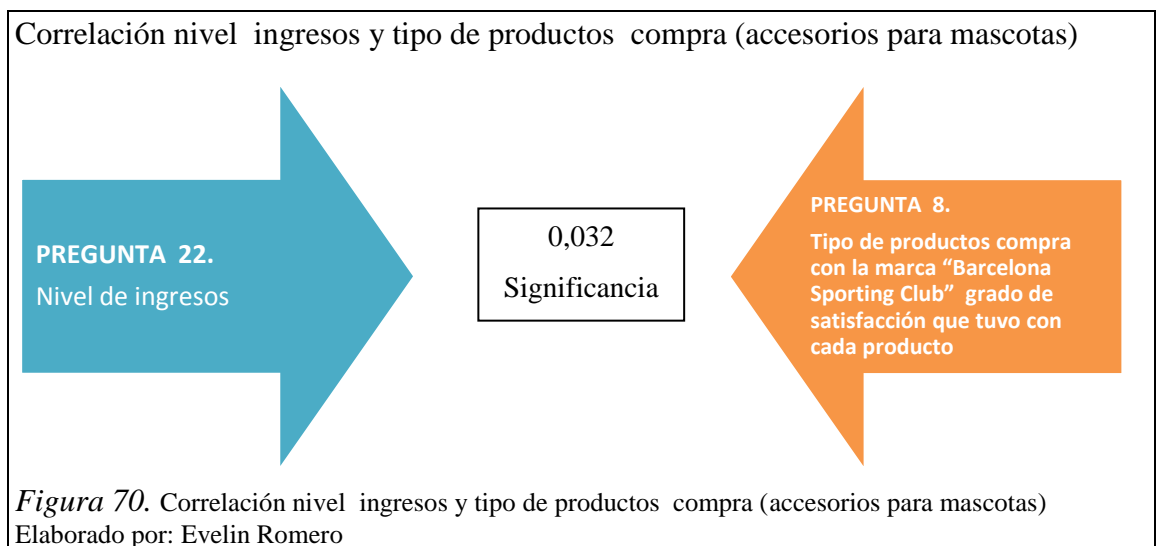 Correlación nivel ingresos y tipo de productos compra (accesorios para mascotas)
PREGUNTA 22.
Nivel de ingresos
0,032
Significancia
PREGUNTA 8.
Tipo de productos compra
con la marca “Barcelona
Sporting Club” grado de
satisfacción que tuvo con
cada producto
Figura 70. Correlación nivel ingresos y tipo de productos compra (accesorios para mascotas)
Elaborado por: Evelin Romero